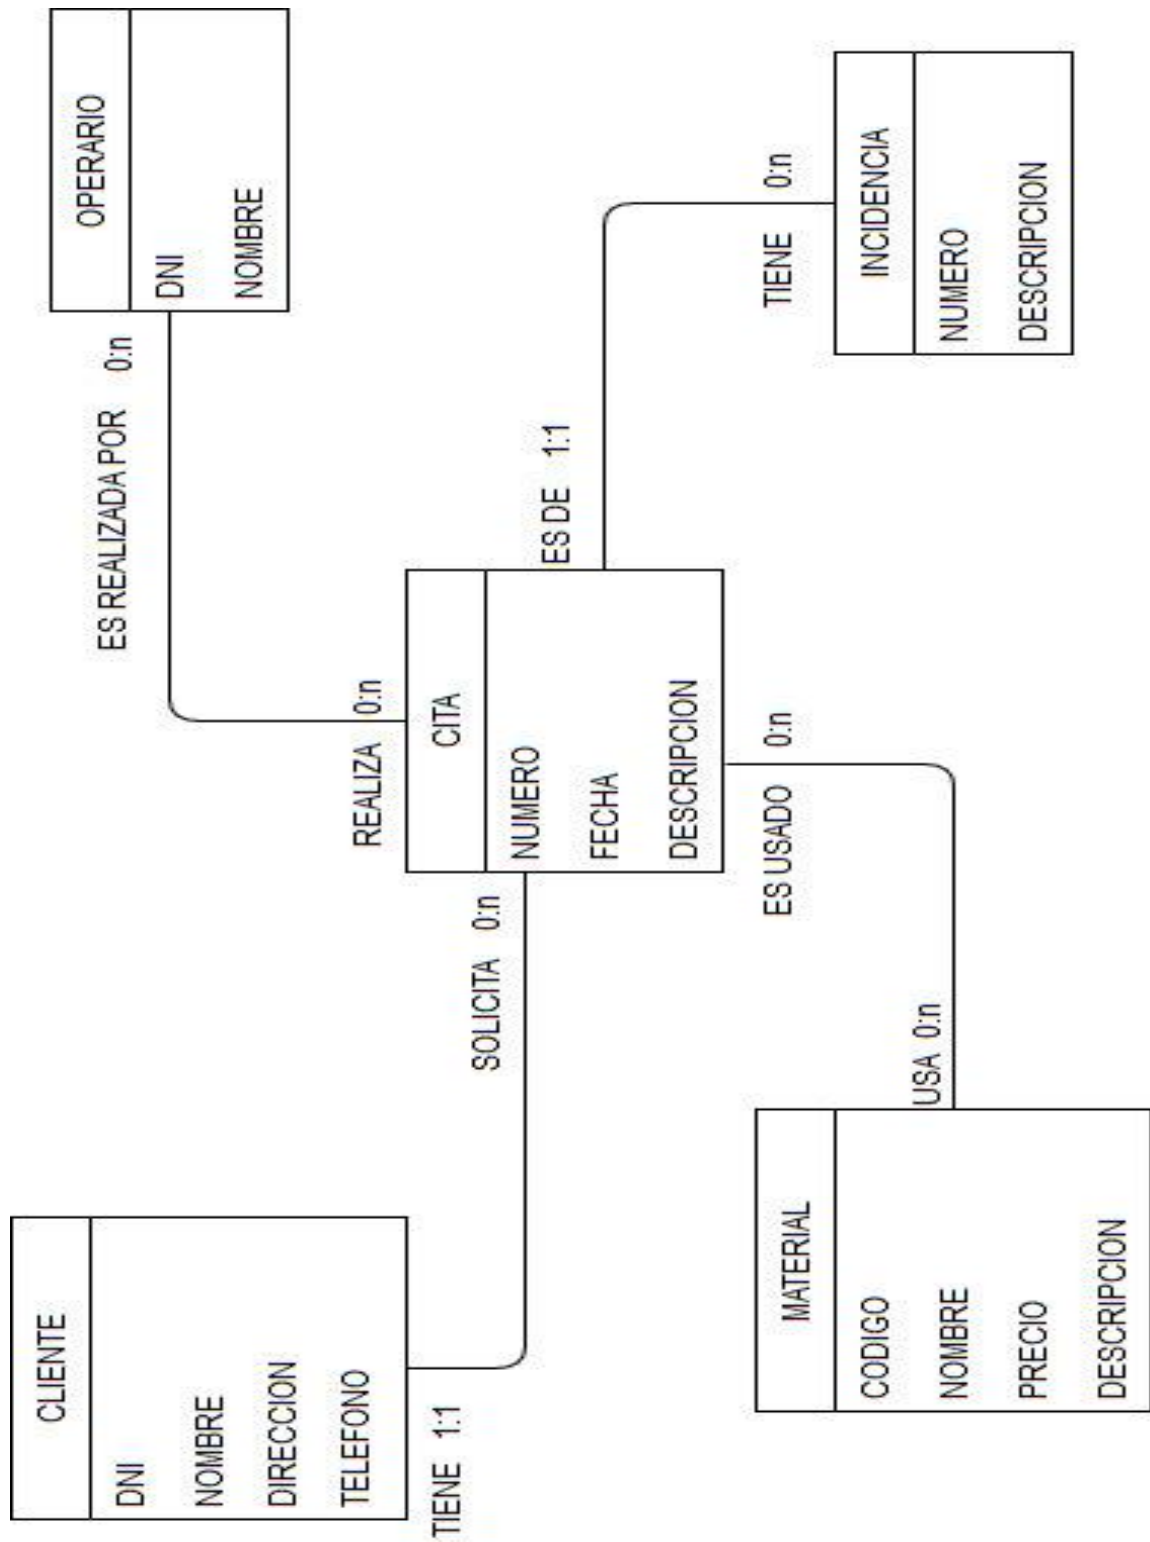 CLIENTE
DNI
NOMBRE
DIRECCION
TELEFONO
TIENE 1:1
SOLICITA 0:n
CITA
NUMERO
FECHA
DESCRIPCION
REALIZA 0:n
ES REALIZADA POR 0:n
OPERARIO
DNI
NOMBRE
ES DE 1:1
TIENE 0:n
INCIDENCIA
NUMERO
DESCRIPCION
ES USADO 0:n
USA 0:n
MATERIAL
CODIGO
NOMBRE
PRECIO
DESCRIPCION